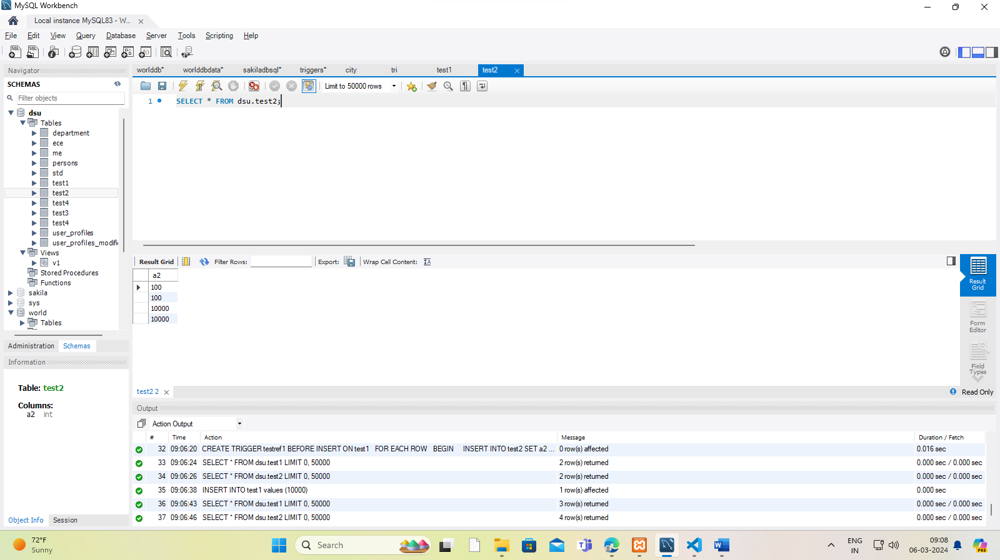 MySQL Workbench
Local instance MySQL83 - W...
File Edit View Query Database Server Tools Scripting Help
Navigator
SCHEMAS
Filter objects
dsu
Tables
department
ece
me
persons
std
test1
test2
test4
test3
test4
user_profiles
user_profiles_modifi
Views
v1
Stored Procedures
Functions
sakila
sys
world
Tables
Administration Schemas
Information
Table: test2
Columns:
a2 int
Object Info Session
worlddb* worlddbdata* sakiladbsql* triggers* city tri test1 test2
Limit to 50000 rows
1 SELECT * FROM dsu.test2;
Result Grid Filter Rows: Export: Wrap Cell Content:
a2
100
100
10000
10000
Result
Grid
Form
Editor
Field
Types
test2 2
Read Only
Output
Action Output
# Time Action Message Duration / Fetch
32 09:06:20 CREATE TRIGGER testref1 BEFORE INSERT ON test1 FOR EACH ROW BEGIN INSERT INTO test2 SET a2 ... 0 row(s) affected 0.016 sec
33 09:06:24 SELECT * FROM dsu.test1 LIMIT 0, 50000 2 row(s) returned 0.000 sec / 0.000 sec
34 09:06:26 SELECT * FROM dsu.test2 LIMIT 0, 50000 2 row(s) returned 0.000 sec / 0.000 sec
35 09:06:38 INSERT INTO test1 values (10000) 1 row(s) affected 0.000 sec
36 09:06:43 SELECT * FROM dsu.test1 LIMIT 0, 50000 3 row(s) returned 0.000 sec / 0.000 sec
37 09:06:46 SELECT * FROM dsu.test2 LIMIT 0, 50000 4 row(s) returned 0.000 sec / 0.000 sec
72°F
Sunny
Search
ENG
IN
09:08
06-03-2024
PRE